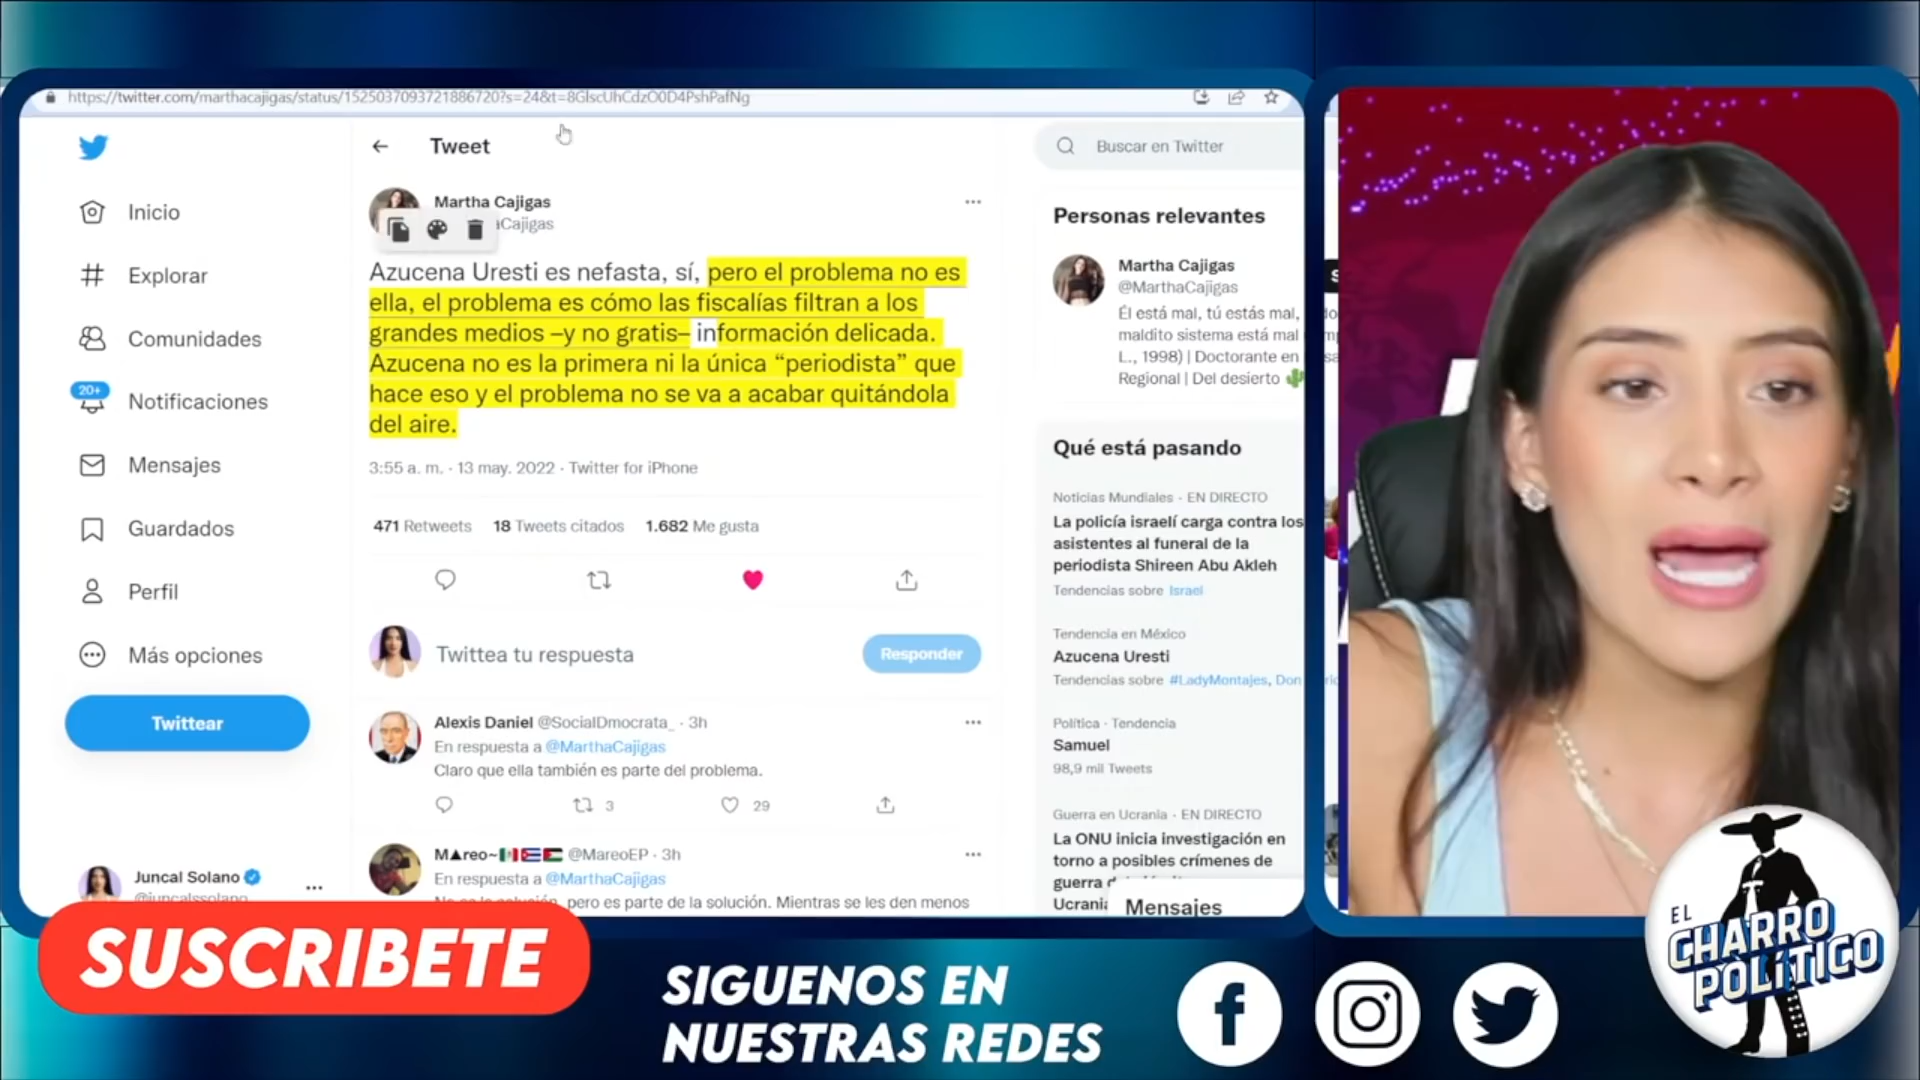 https://twitter.com/marthacajigas/status/1525037093721886720?s=24&t=8GlscUhCdzO0D4PshPafNg
Inicio
Explorar
Comunidades
20+
Notificaciones
Mensajes
Guardados
Perfil
Más opciones
Twittear
Juncal Solano
@juncalssolano
Tweet
Martha Cajigas
aCajigas
Azucena Uresti es nefasta, sí, pero el problema no es
ella, el problema es cómo las fiscalías filtran a los
grandes medios –y no gratis– información delicada.
Azucena no es la primera ni la única “periodista” que
hace eso y el problema no se va a acabar quitándola
del aire.
3:55 a. m. · 13 may. 2022 · Twitter for iPhone
471 Retweets 18 Tweets citados 1.682 Me gusta
Twittea tu respuesta
Responder
Alexis Daniel @SocialDmocrata_ · 3h
En respuesta a @MarthaCajigas
Claro que ella también es parte del problema.
3 29
M▲reo~🇲🇽🇨🇺🇵🇸 @MareoEP · 3h
En respuesta a @MarthaCajigas
No es la solución, pero es parte de la solución. Mientras se les den menos
Buscar en Twitter
Personas relevantes
Martha Cajigas
@MarthaCajigas
Él está mal, tú estás mal,
maldito sistema está mal
L., 1998) | Doctorante en
Regional | Del desierto 🌵
Qué está pasando
Noticias Mundiales · EN DIRECTO
La policía israelí carga contra los
asistentes al funeral de la
periodista Shireen Abu Akleh
Tendencias sobre Israel
Tendencia en México
Azucena Uresti
Tendencias sobre #LadyMontajes, Don
Política · Tendencia
Samuel
98,9 mil Tweets
Guerra en Ucrania · EN DIRECTO
La ONU inicia investigación en
torno a posibles crímenes de
guerra
Ucrania
Mensajes
SUSCRIBETE
SIGUENOS EN
NUESTRAS REDES
EL
CHARRO
POLÍTICO